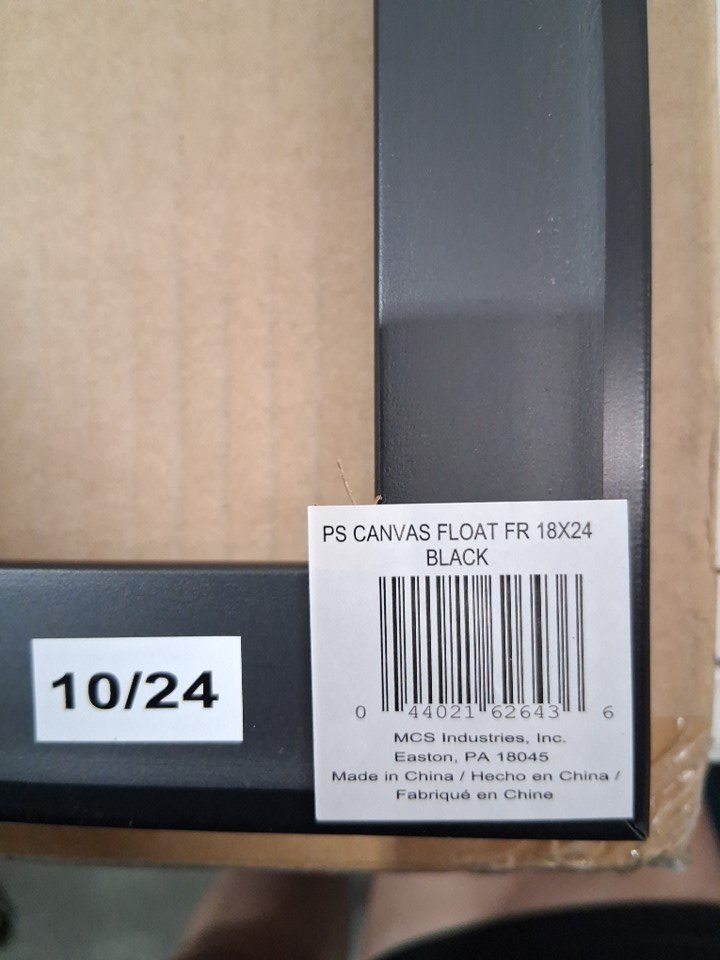 PS CANVAS FLOAT FR 18X24
BLACK
0 44021 62643 6
MCS Industries, Inc.
Easton, PA 18045
Made in China / Hecho en China /
Fabriqué en Chine
10/24